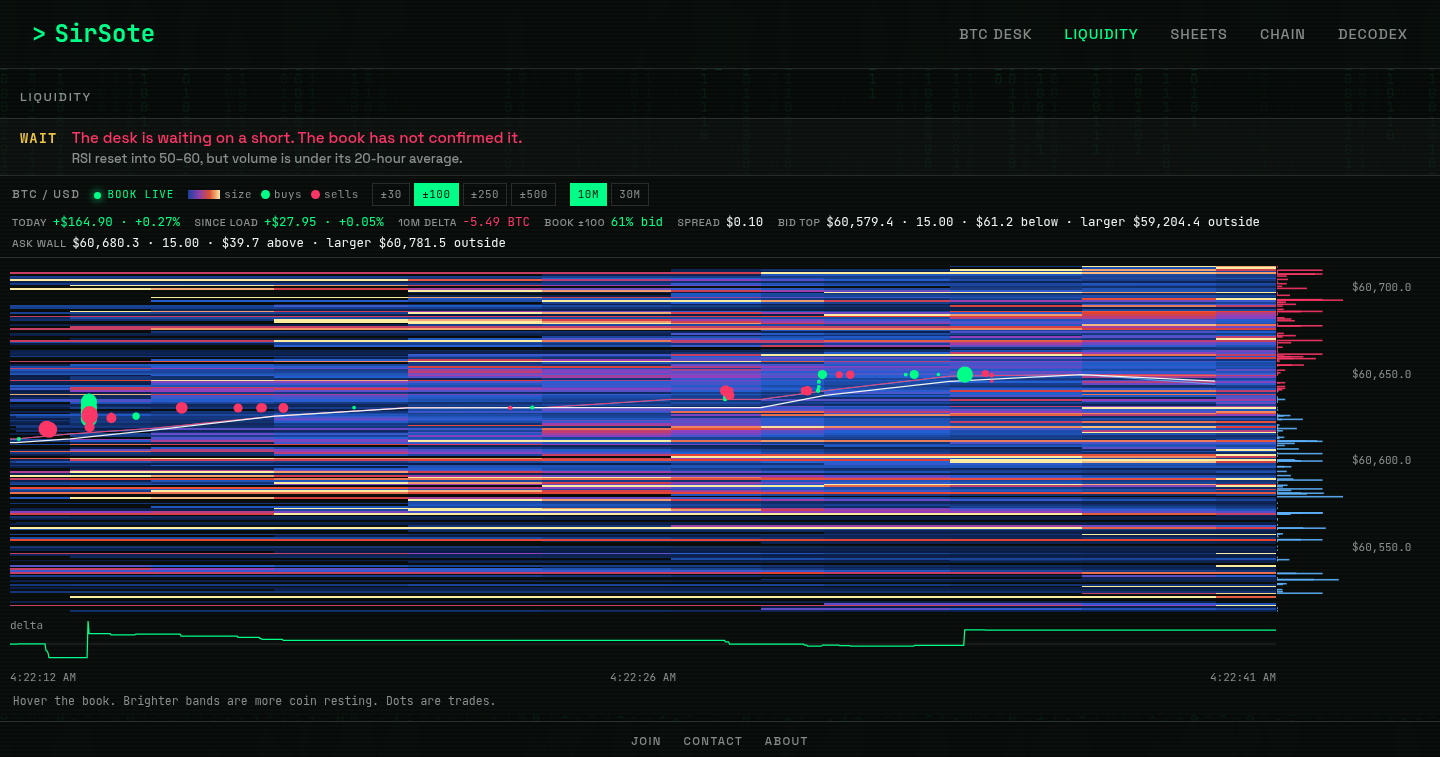 > SirSote
BTC DESK LIQUIDITY SHEETS CHAIN DECODEX
LIQUIDITY
WAIT The desk is waiting on a short. The book has not confirmed it.
RSI reset into 50–60, but volume is under its 20-hour average.
BTC / USD BOOK LIVE size buys sells ±30 ±100 ±250 ±500 10M 30M
TODAY +$164.90 · +0.27% SINCE LOAD +$27.95 · +0.05% 10M DELTA -5.49 BTC BOOK ±100 61% bid SPREAD $0.10 BID TOP $60,579.4 · 15.00 · $61.2 below · larger $59,204.4 outside
ASK WALL $60,680.3 · 15.00 · $39.7 above · larger $60,781.5 outside
$60,700.0
$60,650.0
$60,600.0
$60,550.0
delta
4:22:12 AM 4:22:26 AM 4:22:41 AM
Hover the book. Brighter bands are more coin resting. Dots are trades.
JOIN CONTACT ABOUT